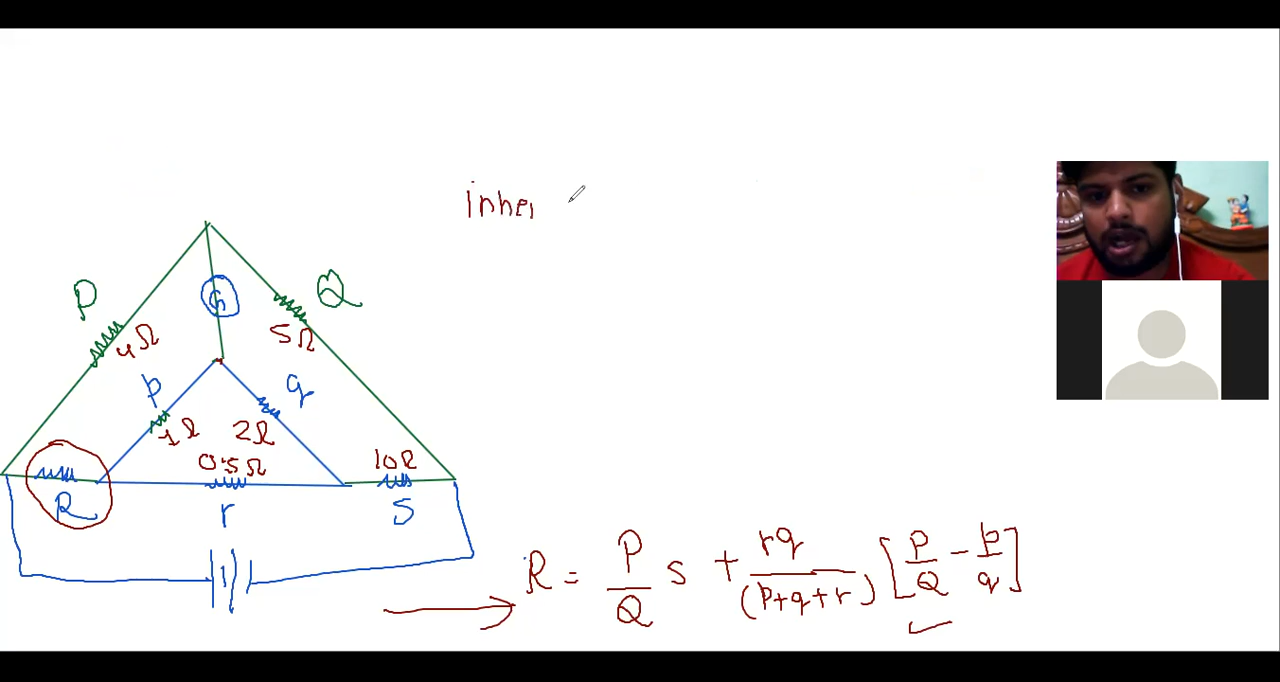 inher
P
Q
G
4Ω
5Ω
p
q
1Ω
2Ω
0.5Ω
10Ω
R
r
S
R = P/Q s + rq/(p+q+r) [P/Q - p/q]